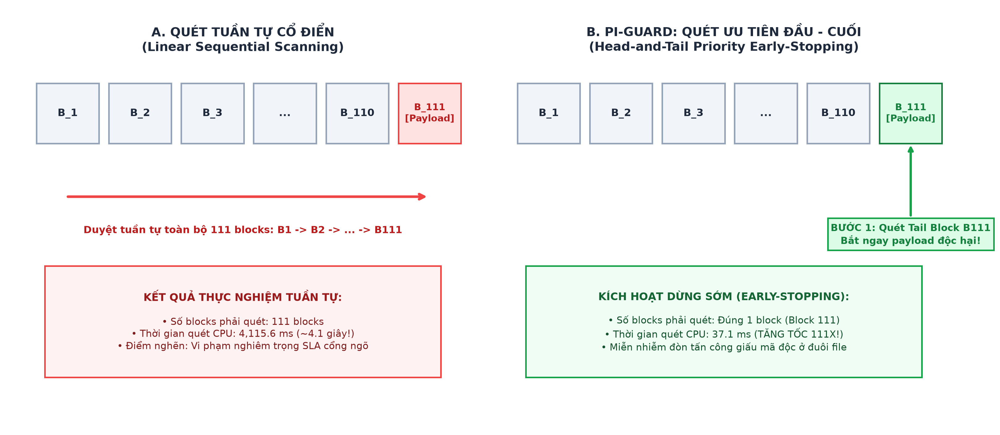 A. QUÉT TUẦN TỰ CỔ ĐIỂN
(Linear Sequential Scanning)
B_1
B_2
B_3
...
B_110
B_111
[Payload]
Duyệt tuần tự toàn bộ 111 blocks: B1 -> B2 -> ... -> B111
KẾT QUẢ THỰC NGHIỆM TUẦN TỰ:
• Số blocks phải quét: 111 blocks
• Thời gian quét CPU: 4,115.6 ms (~4.1 giây!)
• Điểm nghẽn: Vi phạm nghiêm trọng SLA cổng ngõ
B. PI-GUARD: QUÉT ƯU TIÊN ĐẦU - CUỐI
(Head-and-Tail Priority Early-Stopping)
B_1
B_2
B_3
...
B_110
B_111
[Payload]
BƯỚC 1: Quét Tail Block B111
Bắt ngay payload độc hại!
KÍCH HOẠT DỪNG SỚM (EARLY-STOPPING):
• Số blocks phải quét: Đúng 1 block (Block 111)
• Thời gian quét CPU: 37.1 ms (TĂNG TỐC 111X!)
• Miễn nhiễm đòn tấn công giấu mã độc ở đuôi file